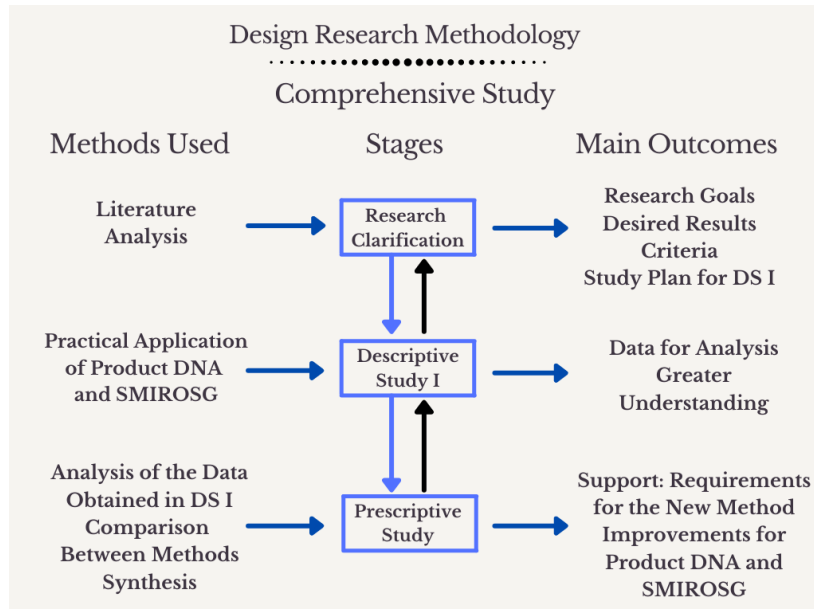 Design Research Methodology
Comprehensive Study
Methods Used
Stages
Main Outcomes
Literature
Analysis
Research
Clarification
Research Goals
Desired Results
Criteria
Study Plan for DS I
Practical Application
of Product DNA
and SMIROSG
Descriptive
Study I
Data for Analysis
Greater
Understanding
Analysis of the Data
Obtained in DS I
Comparison
Between Methods
Synthesis
Prescriptive
Study
Support: Requirements
for the New Method
Improvements for
Product DNA and
SMIROSG